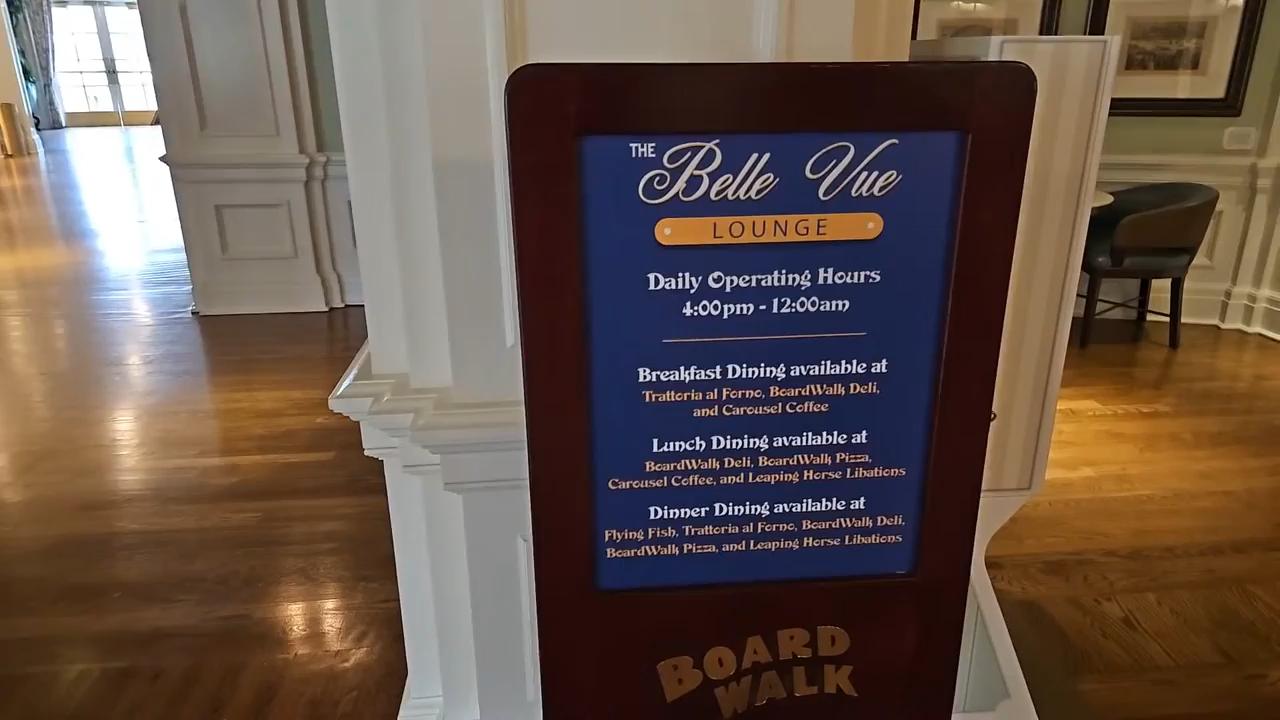 THE Belle Vue
LOUNGE
Daily Operating Hours
4:00pm - 12:00am
Breakfast Dining available at
Trattoria al Forno, BoardWalk Deli,
and Carousel Coffee
Lunch Dining available at
BoardWalk Deli, BoardWalk Pizza,
Carousel Coffee, and Leaping Horse Libations
Dinner Dining available at
Flying Fish, Trattoria al Forno, BoardWalk Deli,
BoardWalk Pizza, and Leaping Horse Libations
BOARD
WALK